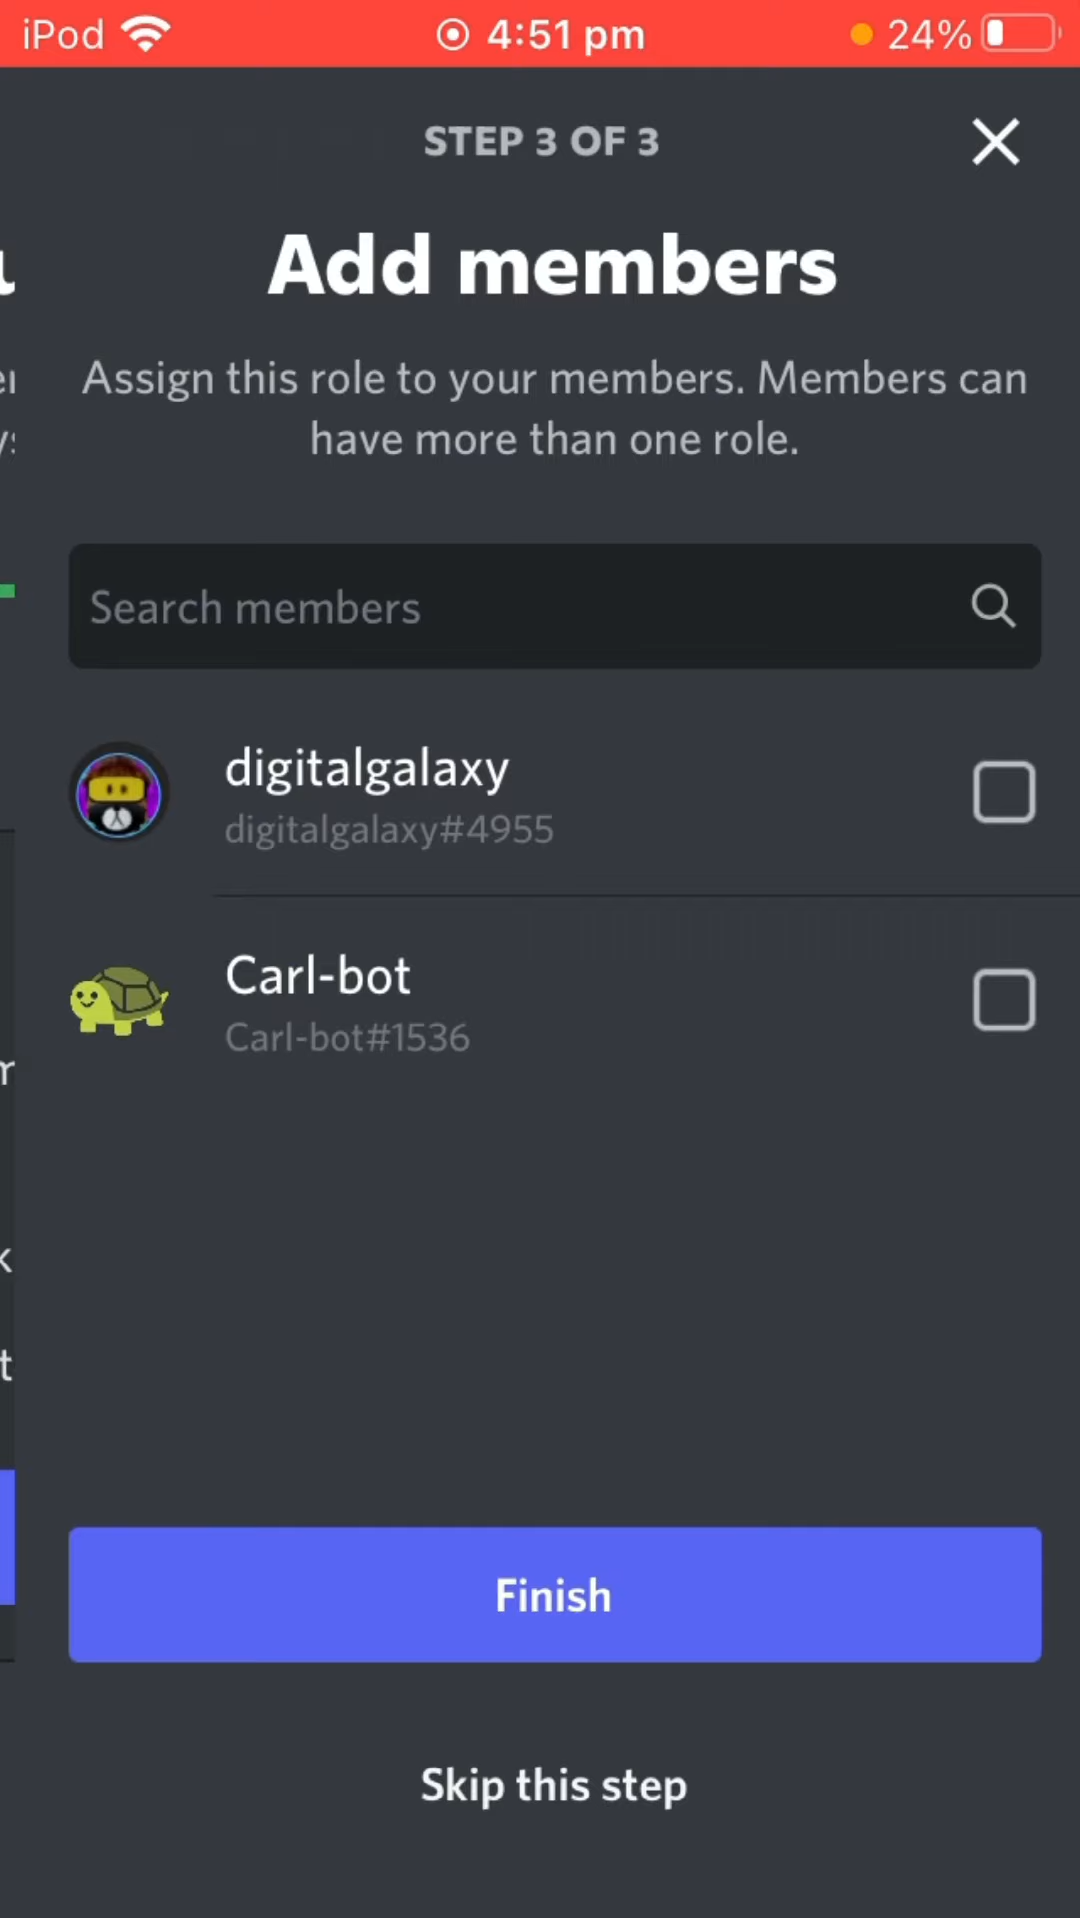 iPod 4:51 pm 24%
STEP 3 OF 3
Add members
Assign this role to your members. Members can
have more than one role.
Search members
digitalgalaxy
digitalgalaxy#4955
Carl-bot
Carl-bot#1536
k
t
Finish
Skip this step